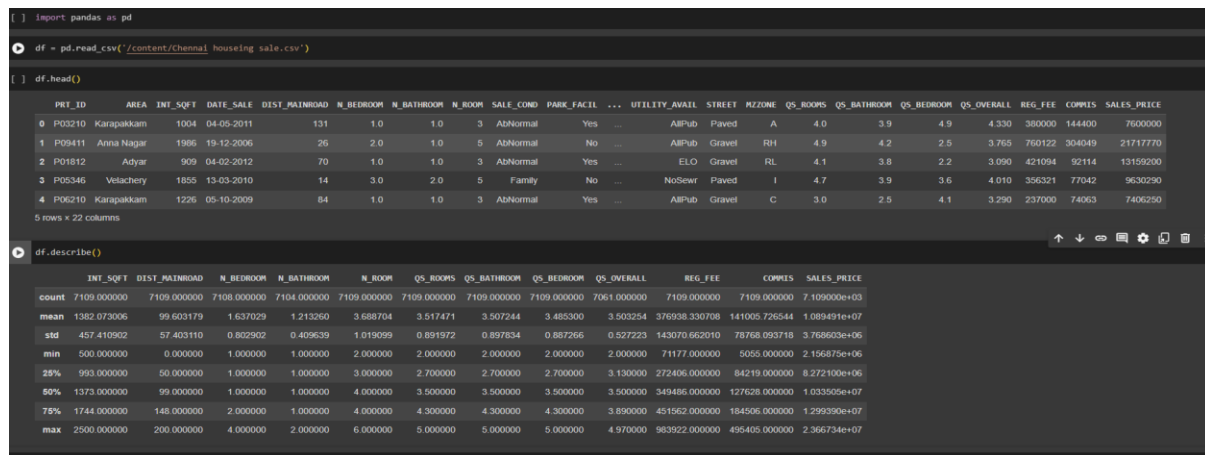 [ ] import pandas as pd
df = pd.read_csv('/content/Chennai houseing sale.csv')
[ ] df.head()
PRT_ID AREA INT_SQFT DATE_SALE DIST_MAINROAD N_BEDROOM N_BATHROOM N_ROOM SALE_COND PARK_FACIL ... UTILITY_AVAIL STREET MZZONE QS_ROOMS QS_BATHROOM QS_BEDROOM QS_OVERALL REG_FEE COMMIS SALES_PRICE
0 P03210 Karapakkam 1004 04-05-2011 131 1.0 1.0 3 AbNormal Yes ... AllPub Paved A 4.0 3.9 4.9 4.330 380000 144400 7600000
1 P09411 Anna Nagar 1986 19-12-2006 26 2.0 1.0 5 AbNormal No ... AllPub Gravel RH 4.9 4.2 2.5 3.765 760122 304049 21717770
2 P01812 Adyar 909 04-02-2012 70 1.0 1.0 3 AbNormal Yes ... ELO Gravel RL 4.1 3.8 2.2 3.090 421094 92114 13159200
3 P05346 Velachery 1855 13-03-2010 14 3.0 2.0 5 Family No ... NoSewr Paved I 4.7 3.9 3.6 4.010 356321 77042 9630290
4 P06210 Karapakkam 1226 05-10-2009 84 1.0 1.0 3 AbNormal Yes ... AllPub Gravel C 3.0 2.5 4.1 3.290 237000 74063 7406250
5 rows × 22 columns
df.describe()
INT_SQFT DIST_MAINROAD N_BEDROOM N_BATHROOM N_ROOM QS_ROOMS QS_BATHROOM QS_BEDROOM QS_OVERALL REG_FEE COMMIS SALES_PRICE
count 7109.000000 7109.000000 7108.000000 7104.000000 7109.000000 7109.000000 7109.000000 7109.000000 7061.000000 7109.000000 7109.000000 7.109000e+03
mean 1382.073006 99.603179 1.637029 1.213260 3.688704 3.517471 3.507244 3.485300 3.503254 376938.330708 141005.726544 1.089491e+07
std 457.410902 57.403110 0.802902 0.409639 1.019099 0.891972 0.897834 0.887266 0.527223 143070.662010 78768.093718 3.768603e+06
min 500.000000 0.000000 1.000000 1.000000 2.000000 2.000000 2.000000 2.000000 2.000000 71177.000000 5055.000000 2.156875e+06
25% 993.000000 50.000000 1.000000 1.000000 3.000000 2.700000 2.700000 2.700000 3.130000 272406.000000 84219.000000 8.272100e+06
50% 1373.000000 99.000000 1.000000 1.000000 4.000000 3.500000 3.500000 3.500000 3.500000 349486.000000 127628.000000 1.033505e+07
75% 1744.000000 148.000000 2.000000 1.000000 4.000000 4.300000 4.300000 4.300000 3.890000 451562.000000 184506.000000 1.299390e+07
max 2500.000000 200.000000 4.000000 2.000000 6.000000 5.000000 5.000000 5.000000 4.970000 983922.000000 495405.000000 2.366734e+07